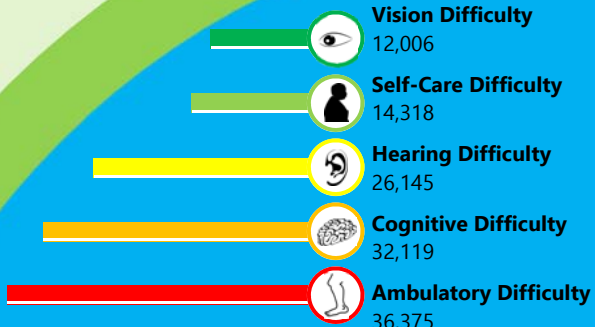 Vision Difficulty
12,006
Self-Care Difficulty
14,318
Hearing Difficulty
26,145
Cognitive Difficulty
32,119
Ambulatory Difficulty
36,375